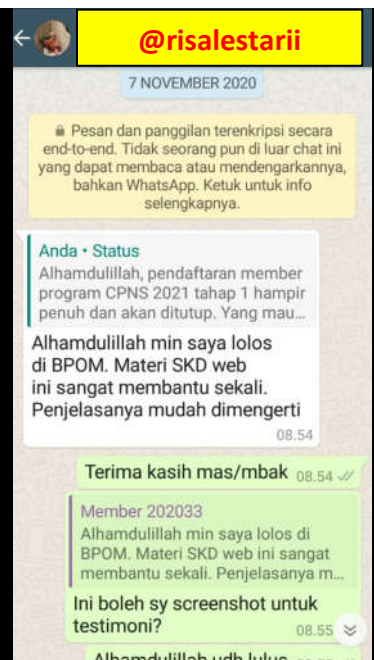 @risalestarii
7 NOVEMBER 2020
Pesan dan panggilan terenkripsi secara
end-to-end. Tidak seorang pun di luar chat ini
yang dapat membaca atau mendengarkannya,
bahkan WhatsApp. Ketuk untuk info
selengkapnya.
Anda • Status
Alhamdulillah, pendaftaran member
program CPNS 2021 tahap 1 hampir
penuh dan akan ditutup. Yang mau...
Alhamdulillah min saya lolos
di BPOM. Materi SKD web
ini sangat membantu sekali.
Penjelasanya mudah dimengerti
08.54
Terima kasih mas/mbak 08.54
Member 202033
Alhamdulillah min saya lolos di
BPOM. Materi SKD web ini sangat
membantu sekali. Penjelasanya m...
Ini boleh sy screenshot untuk
testimoni?
08.55
Alhamdulillah udh lulus